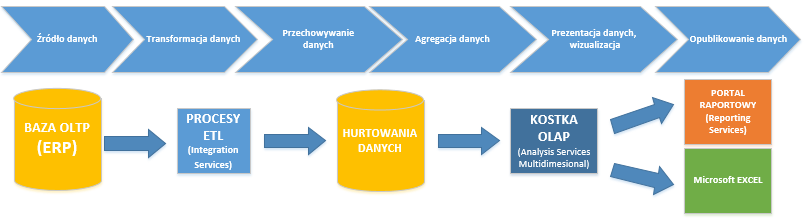 Źródło danych
Transformacja danych
Przechowywanie
danych
Agregacja danych
Prezentacja danych,
wizualizacja
Opublikowanie danych
BAZA OLTP
(ERP)
PROCESY
ETL
(Integration
Services)
HURTOWANIA
DANYCH
KOSTKA
OLAP
(Analysis Services
Multidimesional)
PORTAL
RAPORTOWY
(Reporting
Services)
Microsoft EXCEL